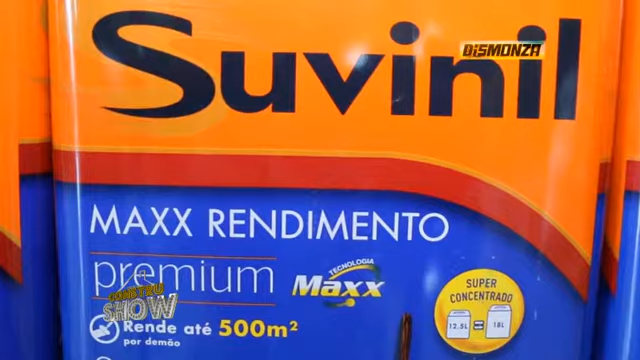 Suvinil
DiSMONZA
MAXX RENDIMENTO
premium
TECNOLOGIA
Maxx
SUPER
CONCENTRADO
12,5L = 18L
CONSTRU
SHOW
Rende até 500m²
por demão